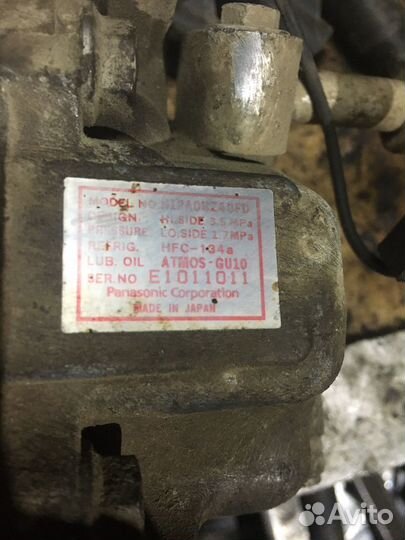 MODEL NO.
DESIGN. HI.SIDE 3.5 MPa
PRESSURE LO.SIDE 1.7MPa
REFRIG. HFC-134a
LUB. OIL ATMOS-GU10
SER.NO E1011011
Panasonic Corporation
MADE IN JAPAN
Avito